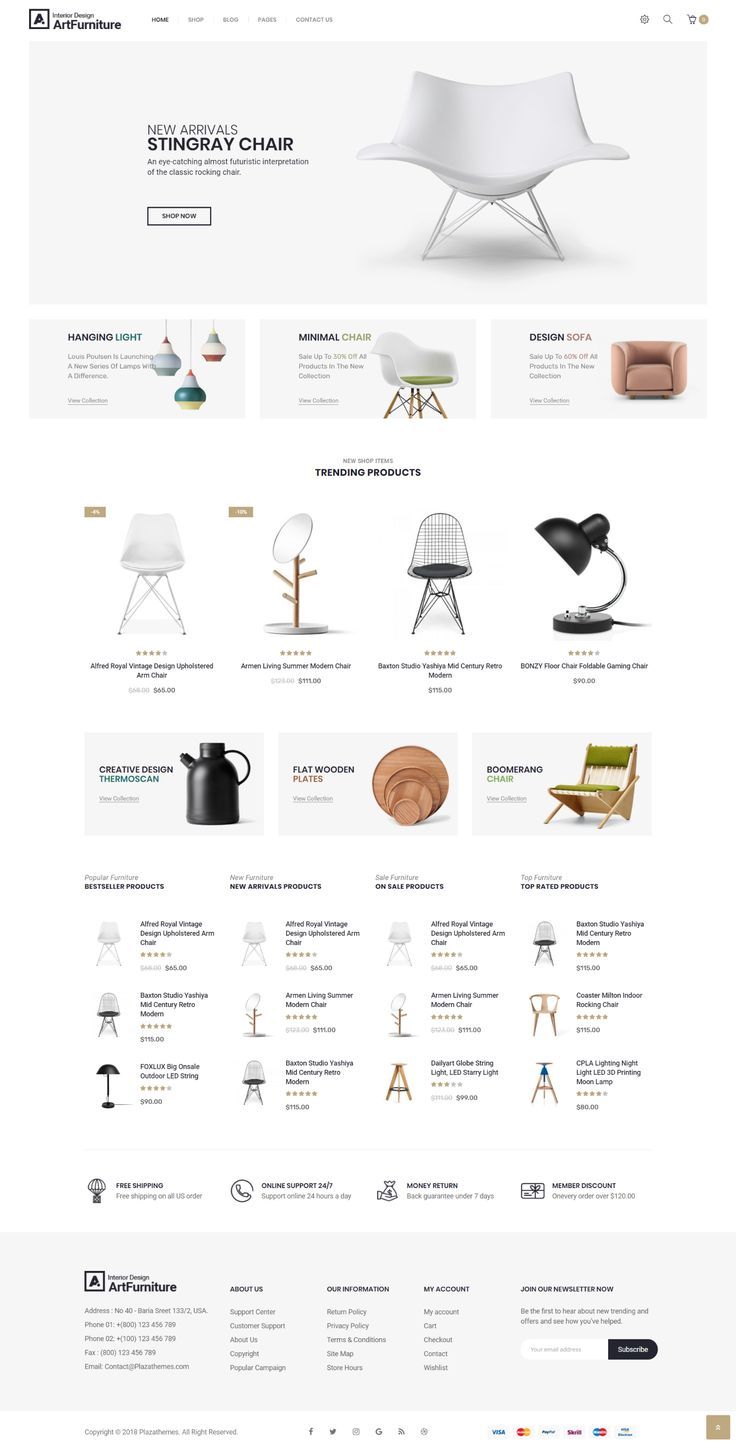 Interior Design
ArtFurniture
HOME SHOP BLOG PAGES CONTACT US
0
NEW ARRIVALS
STINGRAY CHAIR
An eye-catching almost futuristic interpretation
of the classic rocking chair.
SHOP NOW
HANGING LIGHT
Louis Poulsen Is Launching
A New Series Of Lamps With
A Difference.
View Collection
MINIMAL CHAIR
Sale Up To 30% Off All
Products In The New
Collection
View Collection
DESIGN SOFA
Sale Up To 60% Off All
Products In The New
Collection
View Collection
NEW SHOP ITEMS
TRENDING PRODUCTS
-4%
Alfred Royal Vintage Design Upholstered
Arm Chair
$68.00 $65.00
-10%
Armen Living Summer Modern Chair
$123.00 $111.00
Baxton Studio Yashiya Mid Century Retro
Modern
$115.00
BONZY Floor Chair Foldable Gaming Chair
$90.00
CREATIVE DESIGN
THERMOSCAN
View Collection
FLAT WOODEN
PLATES
View Collection
BOOMERANG
CHAIR
View Collection
Popular Furniture
BESTSELLER PRODUCTS
Alfred Royal Vintage
Design Upholstered Arm
Chair
$68.00 $65.00
Baxton Studio Yashiya
Mid Century Retro
Modern
$115.00
FOXLUX Big Onsale
Outdoor LED String
$90.00
New Furniture
NEW ARRIVALS PRODUCTS
Alfred Royal Vintage
Design Upholstered Arm
Chair
$68.00 $65.00
Armen Living Summer
Modern Chair
$123.00 $111.00
Baxton Studio Yashiya
Mid Century Retro
Modern
$115.00
Sale Furniture
ON SALE PRODUCTS
Alfred Royal Vintage
Design Upholstered Arm
Chair
$68.00 $65.00
Armen Living Summer
Modern Chair
$123.00 $111.00
Dailyart Globe String
Light, LED Starry Light
$111.00 $99.00
Top Furniture
TOP RATED PRODUCTS
Baxton Studio Yashiya
Mid Century Retro
Modern
$115.00
Coaster Milton Indoor
Rocking Chair
$115.00
CPLA Lighting Night
Light LED 3D Printing
Moon Lamp
$80.00
FREE SHIPPING
Free shipping on all US order
ONLINE SUPPORT 24/7
Support online 24 hours a day
MONEY RETURN
Back guarantee under 7 days
MEMBER DISCOUNT
Onevery order over $120.00
Interior Design
ArtFurniture
Address : No 40 - Baria Sreet 133/2, USA.
Phone 01: +(800) 123 456 789
Phone 02: +(100) 123 456 789
Fax : (800) 123 456 789
Email: Contact@Plazathemes.com
ABOUT US
Support Center
Customer Support
About Us
Copyright
Popular Campaign
OUR INFORMATION
Return Policy
Privacy Policy
Terms & Conditions
Site Map
Store Hours
MY ACCOUNT
My account
Cart
Checkout
Contact
Wishlist
JOIN OUR NEWSLETTER NOW
Be the first to hear about new trending and
offers and see how you've helped.
Your email address
Subscribe
Copyright © 2018 Plazathemes. All Right Reserved.
VISA PayPal Skrill VISA Electron